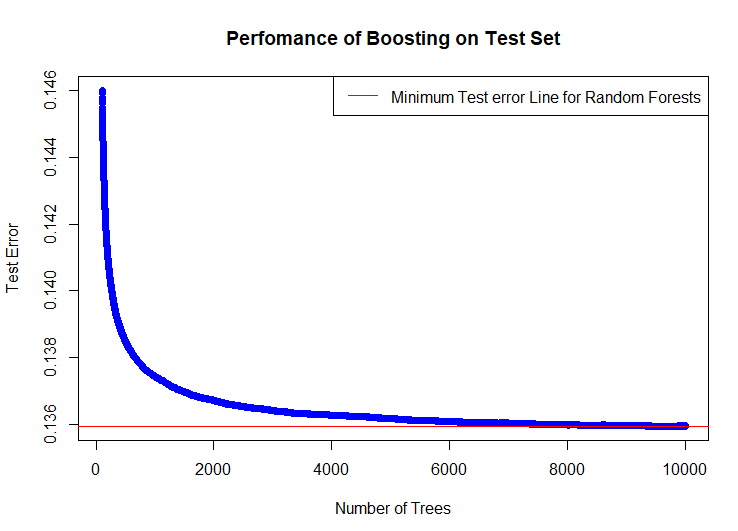 Perfomance of Boosting on Test Set
Minimum Test error Line for Random Forests
0.146
0.144
0.142
0.140
0.138
0.136
Test Error
0 2000 4000 6000 8000 10000
Number of Trees